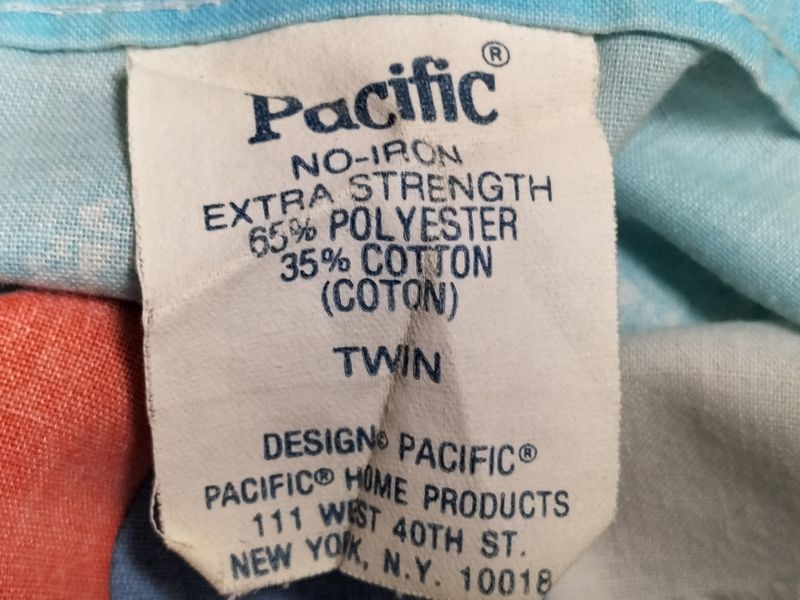 Pacific®
NO-IRON
EXTRA STRENGTH
65% POLYESTER
35% COTTON
(COTON)
TWIN
DESIGN© PACIFIC®
PACIFIC® HOME PRODUCTS
111 WEST 40TH ST.
NEW YORK, N.Y. 10018